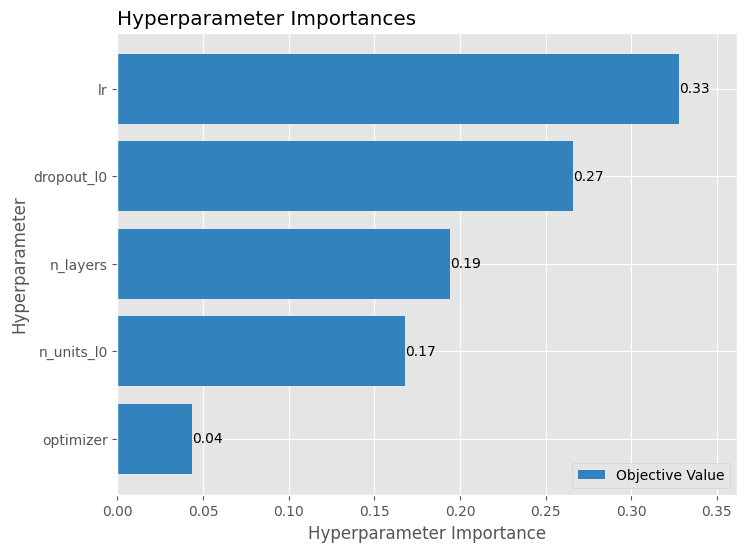 Hyperparameter Importances
Hyperparameter
lr
0.33
dropout_l0
0.27
n_layers
0.19
n_units_l0
0.17
optimizer
0.04
Objective Value
0.00 0.05 0.10 0.15 0.20 0.25 0.30 0.35
Hyperparameter Importance